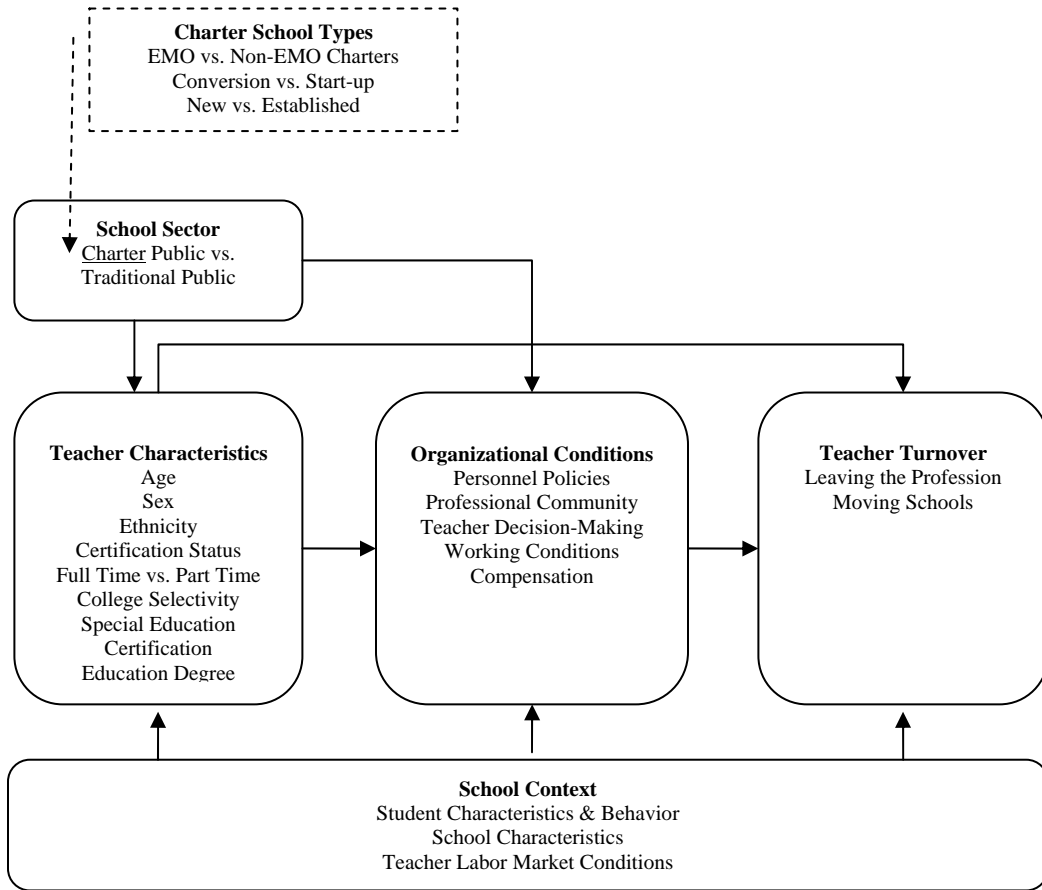 Charter School Types
EMO vs. Non-EMO Charters
Conversion vs. Start-up
New vs. Established
School Sector
Charter Public vs.
Traditional Public
Teacher Characteristics
Age
Sex
Ethnicity
Certification Status
Full Time vs. Part Time
College Selectivity
Special Education
Certification
Education Degree
Organizational Conditions
Personnel Policies
Professional Community
Teacher Decision-Making
Working Conditions
Compensation
Teacher Turnover
Leaving the Profession
Moving Schools
School Context
Student Characteristics & Behavior
School Characteristics
Teacher Labor Market Conditions